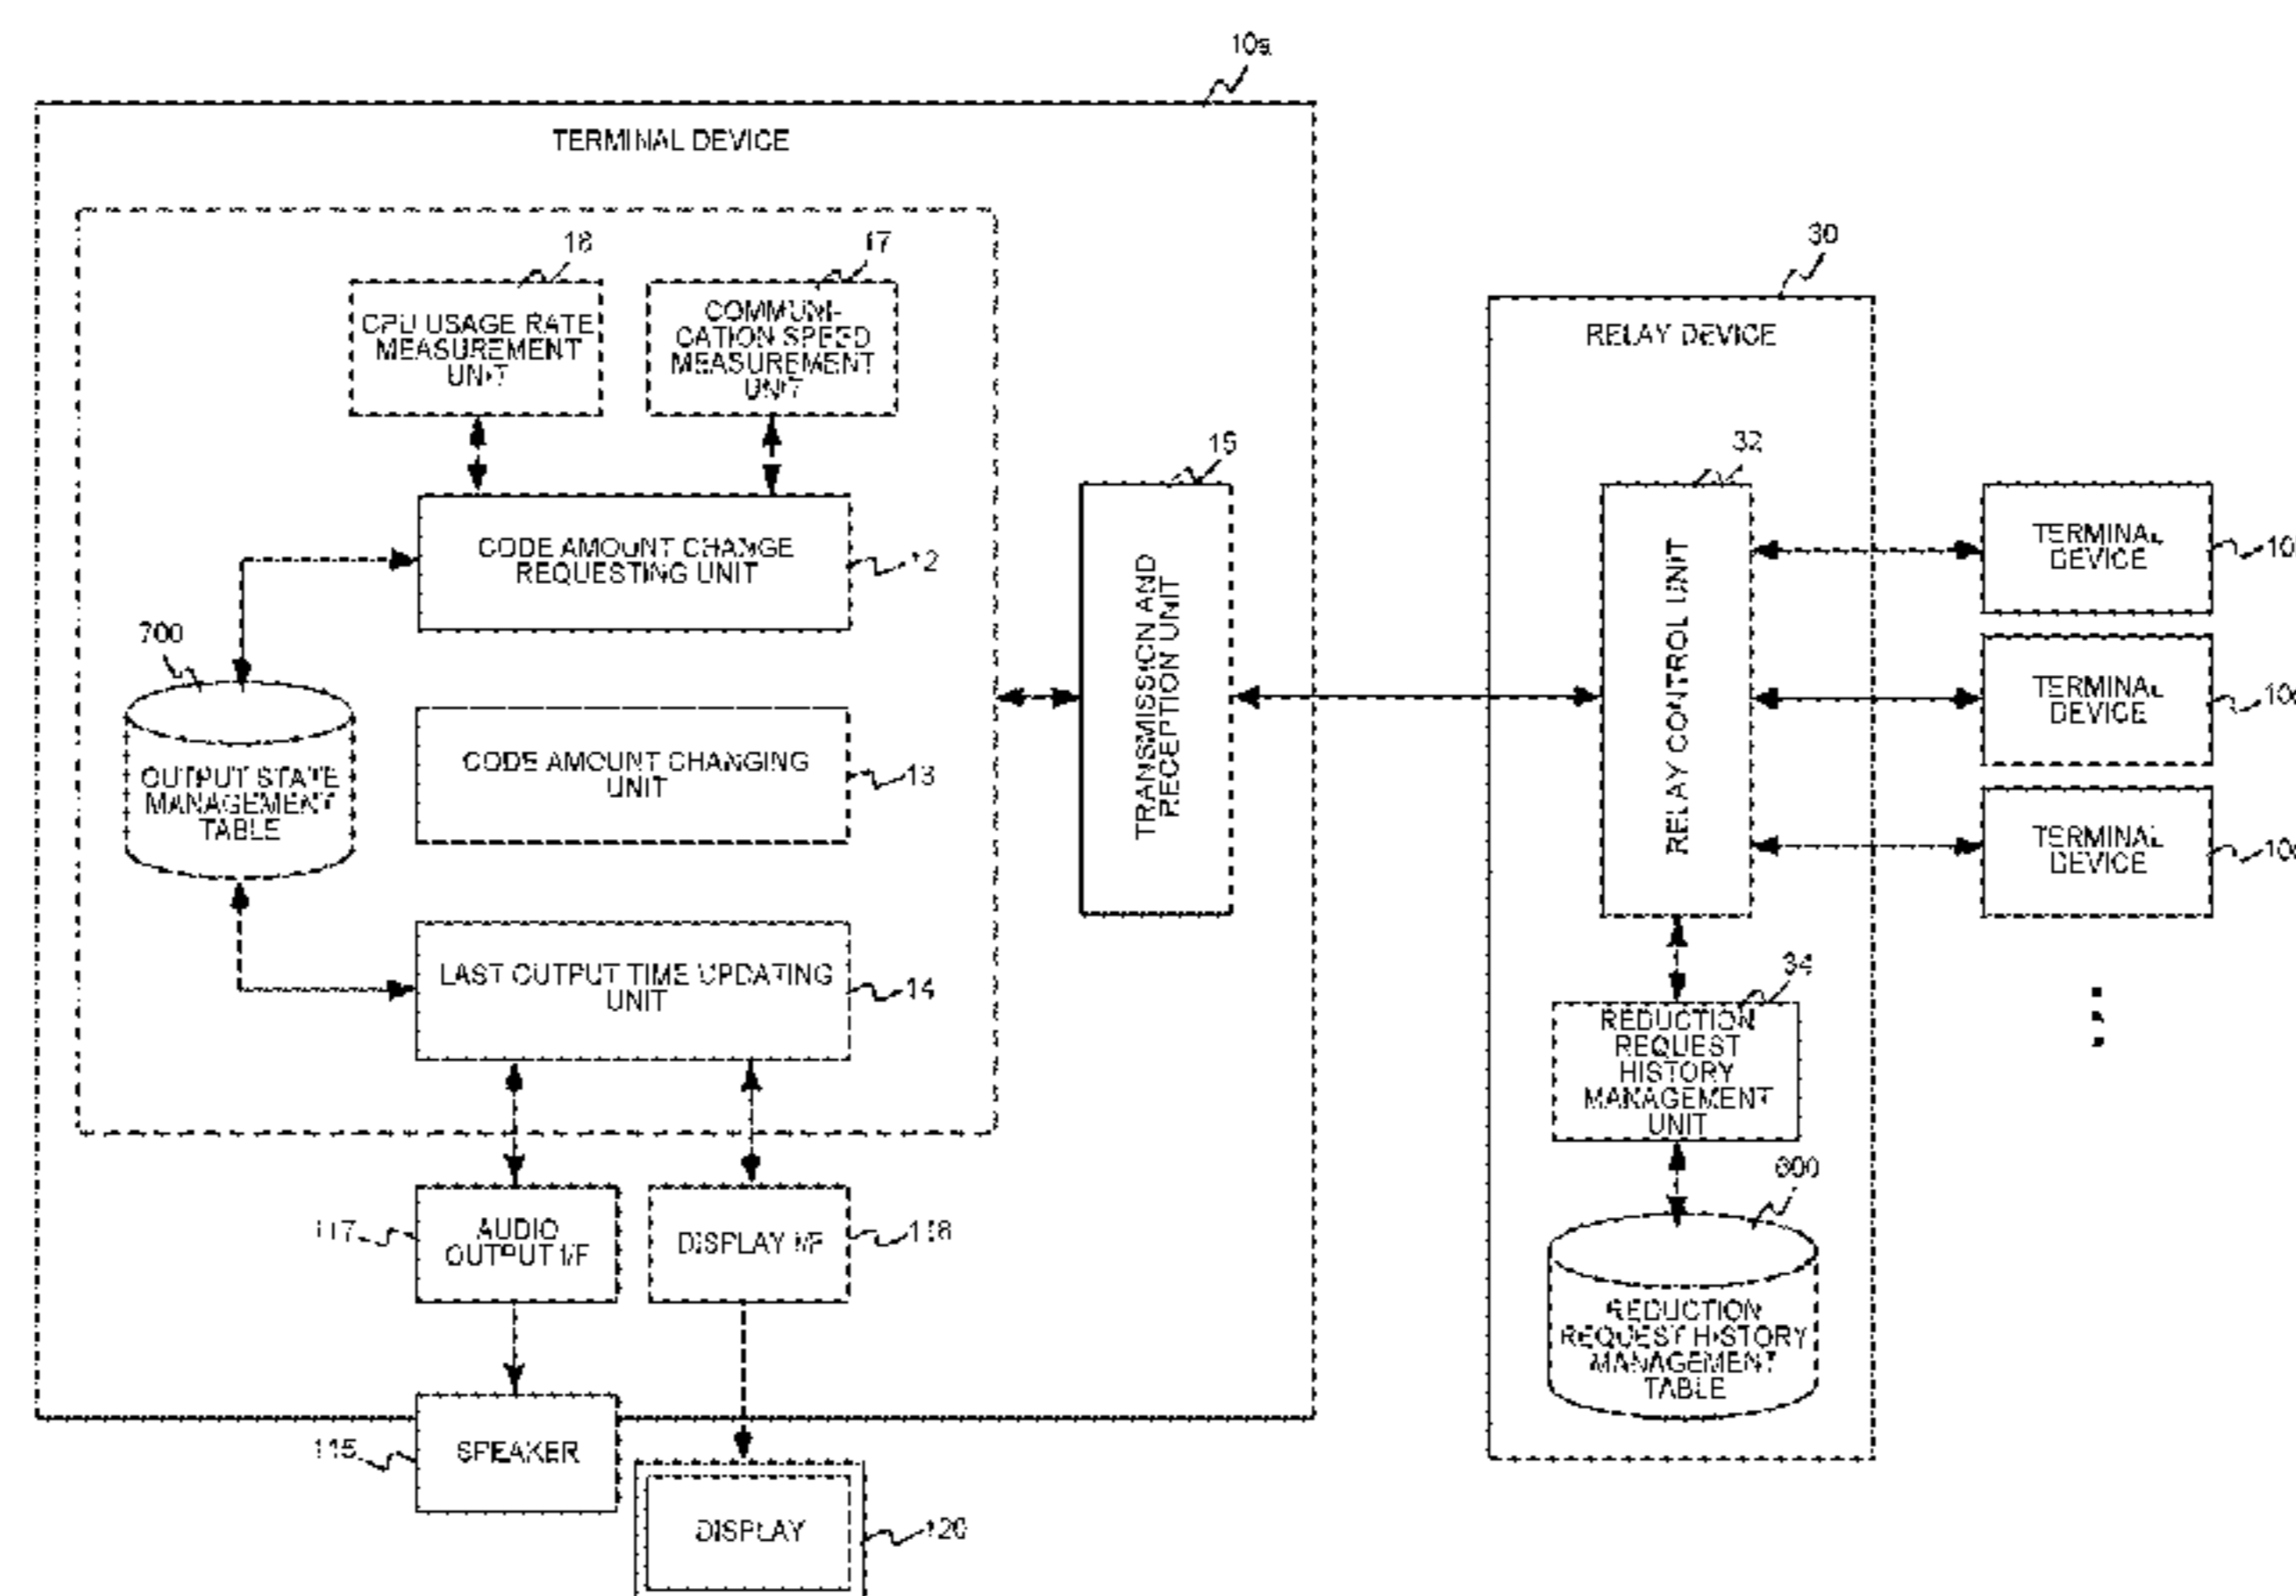 10a
TERMINAL DEVICE
16
17
CPU USAGE RATE
MEASUREMENT
UNIT
COMMUNI-
CATION SPEED
MEASUREMENT
UNIT
30
RELAY DEVICE
15
32
CODE AMOUNT CHANGE
REQUESTING UNIT
12
TERMINAL
DEVICE
10
700
TRANSMISSION AND
RECEPTION UNIT
RELAY CONTROL UNIT
TERMINAL
DEVICE
OUTPUT STATE
MANAGEMENT
TABLE
CODE AMOUNT CHANGING
UNIT
13
TERMINAL
DEVICE
LAST OUTPUT TIME UPDATING
UNIT
14
34
REDUCTION
REQUEST
HISTORY
MANAGEMENT
UNIT
600
117
AUDIO
OUTPUT I/F
DISPLAY I/F
118
REDUCTION
REQUEST HISTORY
MANAGEMENT
TABLE
115
SPEAKER
DISPLAY
120